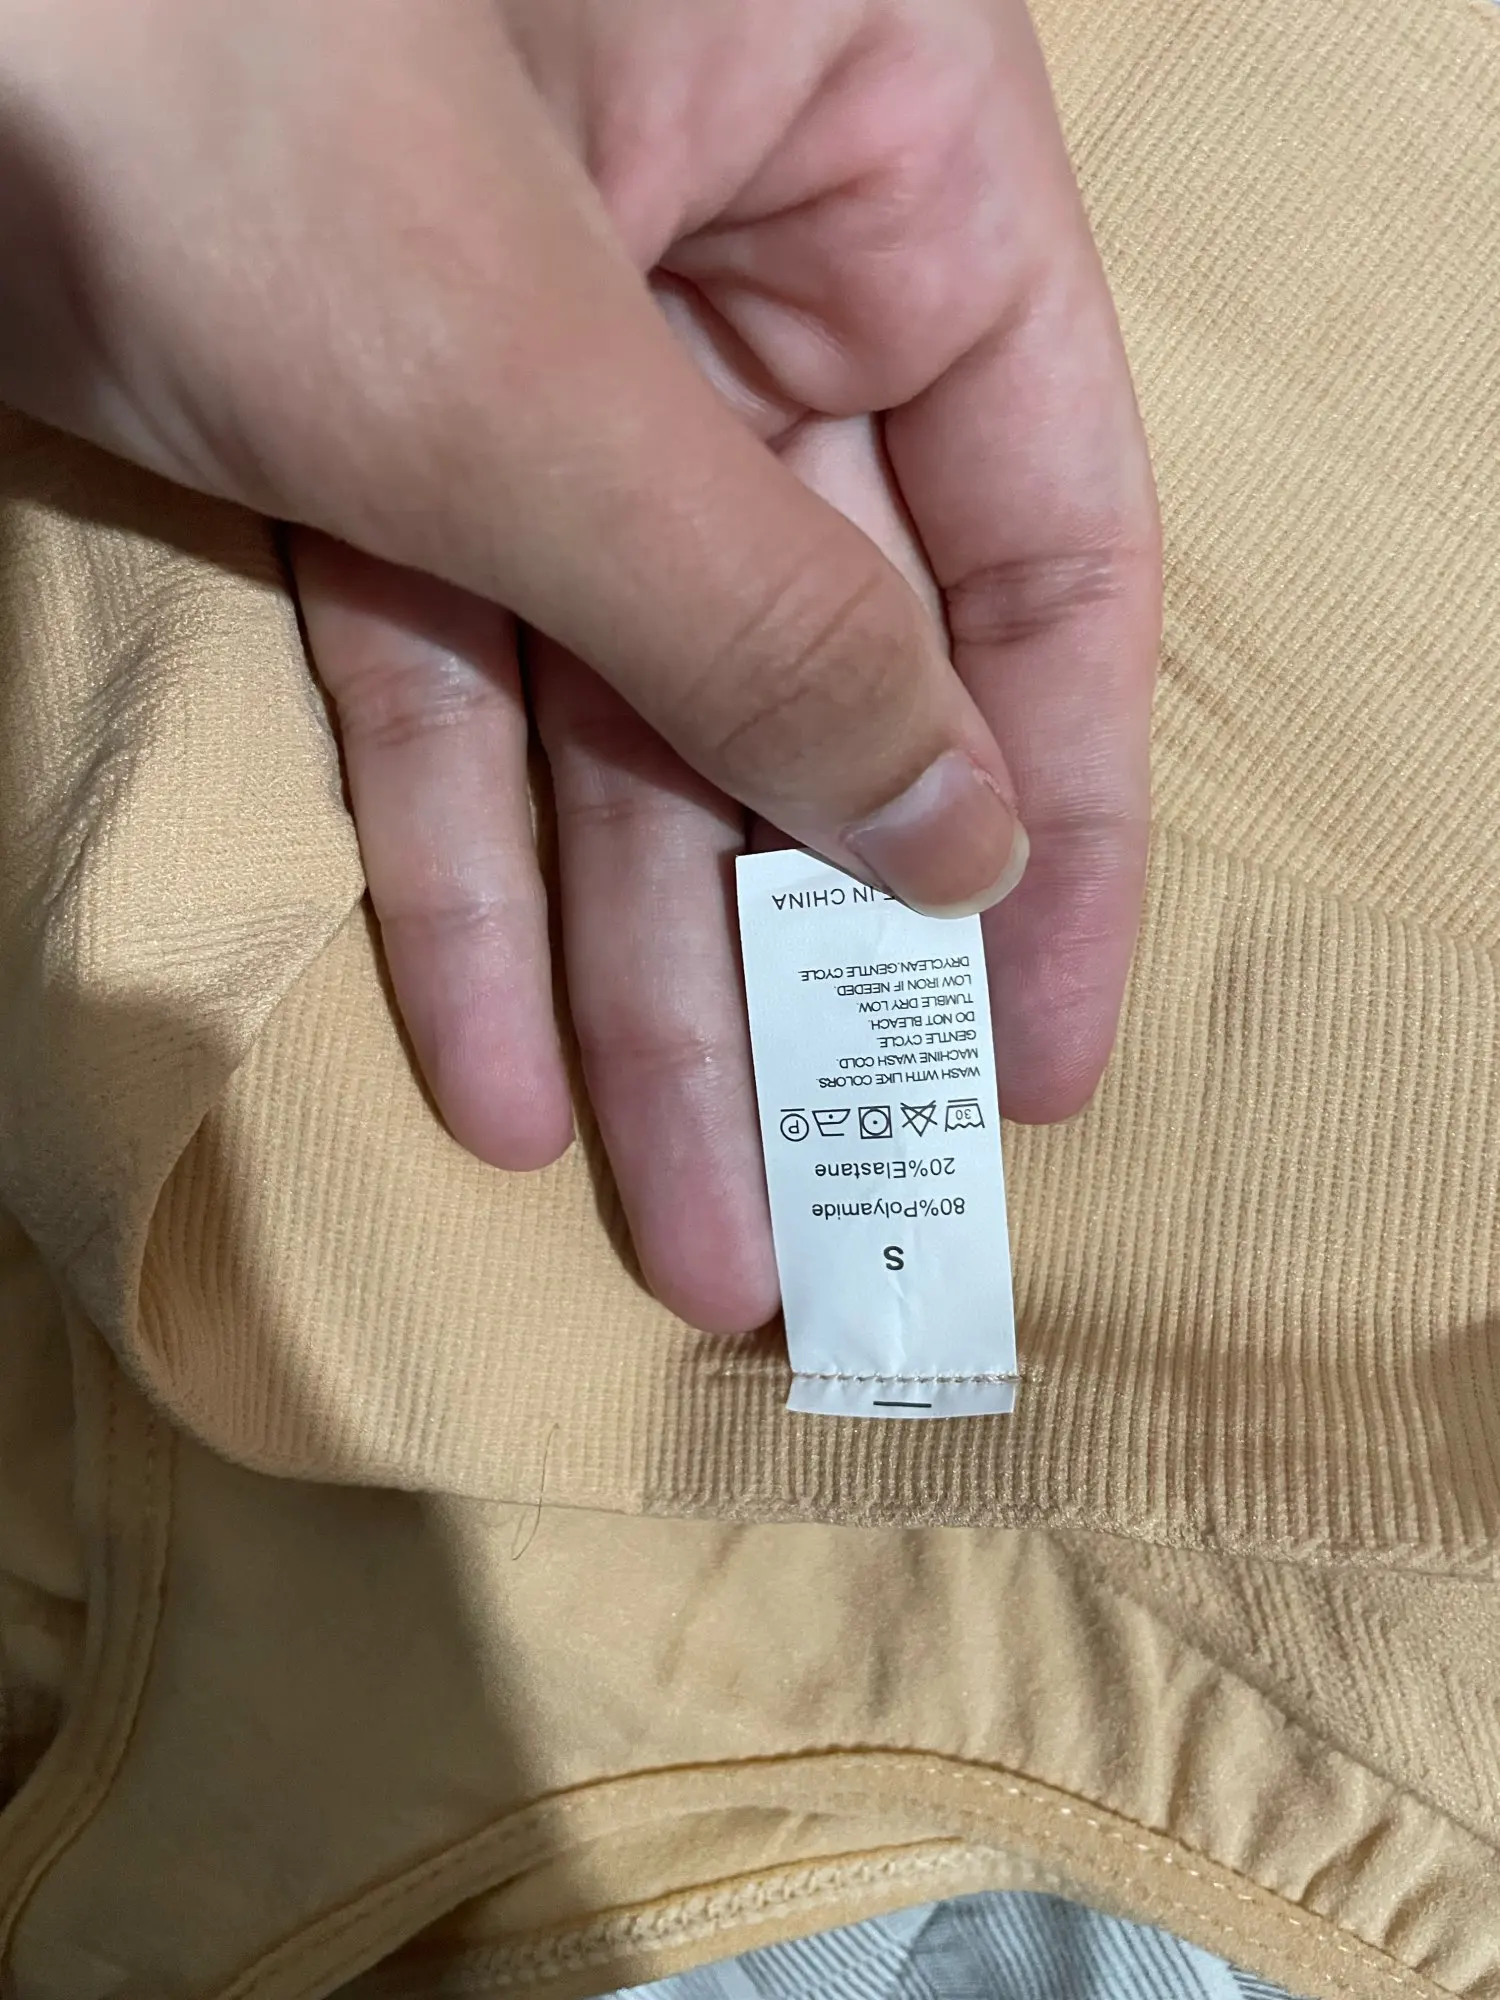 S
80%Polyamide
20%Elastane
30 P
WASH WITH LIKE COLORS.
MACHINE WASH COLD.
GENTLE CYCLE.
DO NOT BLEACH.
TUMBLE DRY LOW.
LOW IRON IF NEEDED.
DRYCLEAN.GENTLE CYCLE.
IN CHINA